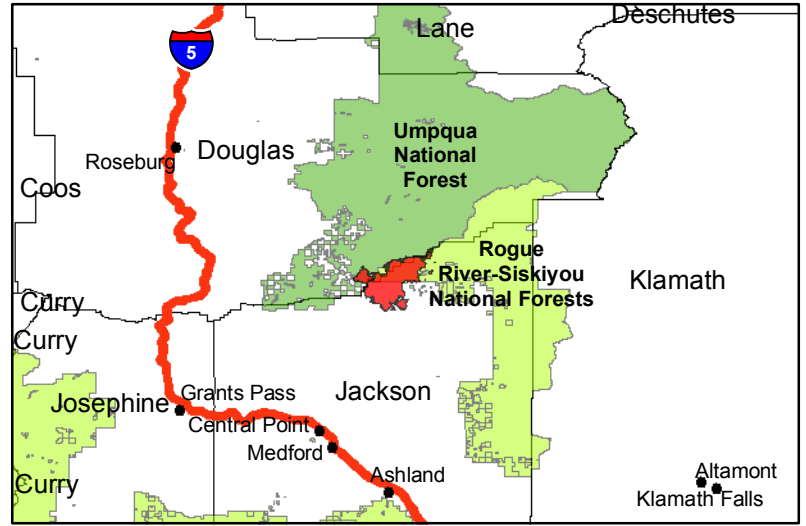 Deschutes
Lane
5
Umpqua
National
Forest
Douglas
Roseburg
Coos
Rogue
River-Siskiyou
National Forests
Klamath
Curry
Curry
Jackson
Grants Pass
Josephine
Central Point
Medford
Ashland
Altamont
Klamath Falls
Curry